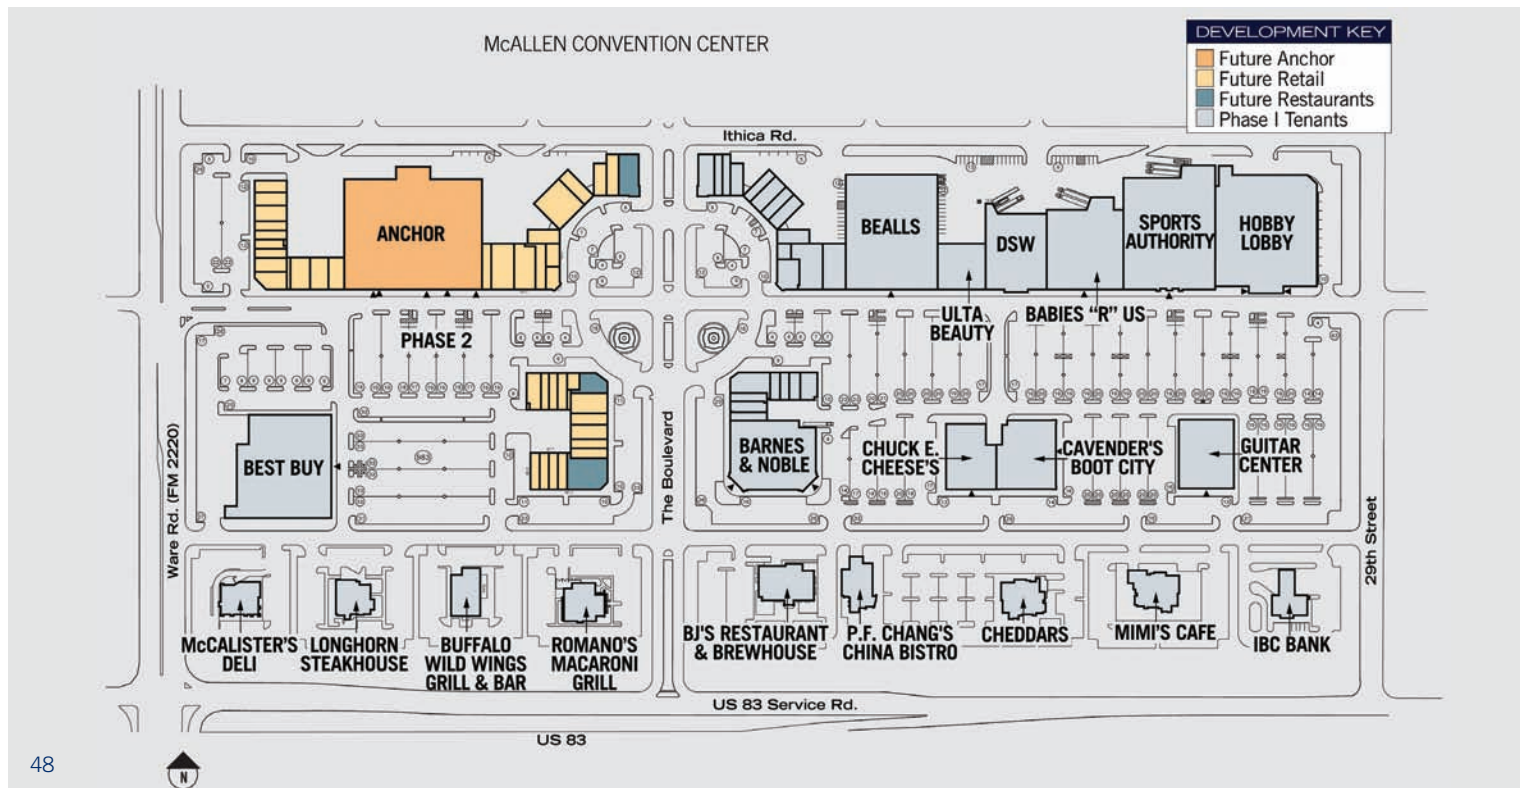 McALLEN CONVENTION CENTER
DEVELOPMENT KEY
Future Anchor
Future Retail
Future Restaurants
Phase I Tenants
Ithica Rd.
ANCHOR
BEALLS
DSW
SPORTS
AUTHORITY
HOBBY
LOBBY
ULTA
BEAUTY
BABIES “R” US
PHASE 2
BEST BUY
BARNES
& NOBLE
CHUCK E.
CHEESE'S
CAVENDER'S
BOOT CITY
GUITAR
CENTER
Ware Rd. (FM 2220)
The Boulevard
29th Street
McCALISTER'S
DELI
LONGHORN
STEAKHOUSE
BUFFALO
WILD WINGS
GRILL & BAR
ROMANO'S
MACARONI
GRILL
BJ'S RESTAURANT
& BREWHOUSE
P.F. CHANG'S
CHINA BISTRO
CHEDDARS
MIMI'S CAFE
IBC BANK
US 83 Service Rd.
US 83
48
N